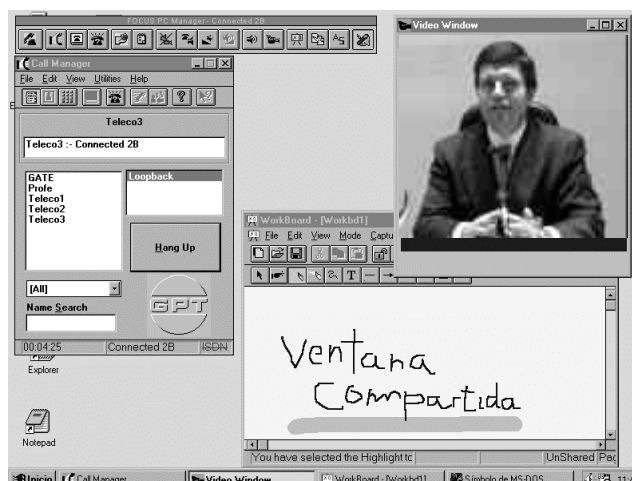 FOCUS PC Manager - Connected 2B
Video Window
Call Manager
File Edit View Utilities Help
Teleco3
Teleco3 :- Connected 2B
GATE
Profe
Teleco1
Teleco2
Teleco3
Loopback
Hang Up
[All]
Name Search
GPT
00:04:25 Connected 2B ISDN
WorkBoard - [Workbd1]
File Edit View Mode Captu
T
Ventana
Compartida
You have selected the Highlight to UnShared Pac
Explorer
Notepad
Inicio Call Manager Video Window WorkBoard - [Workbd1] Símbolo de MS-DOS